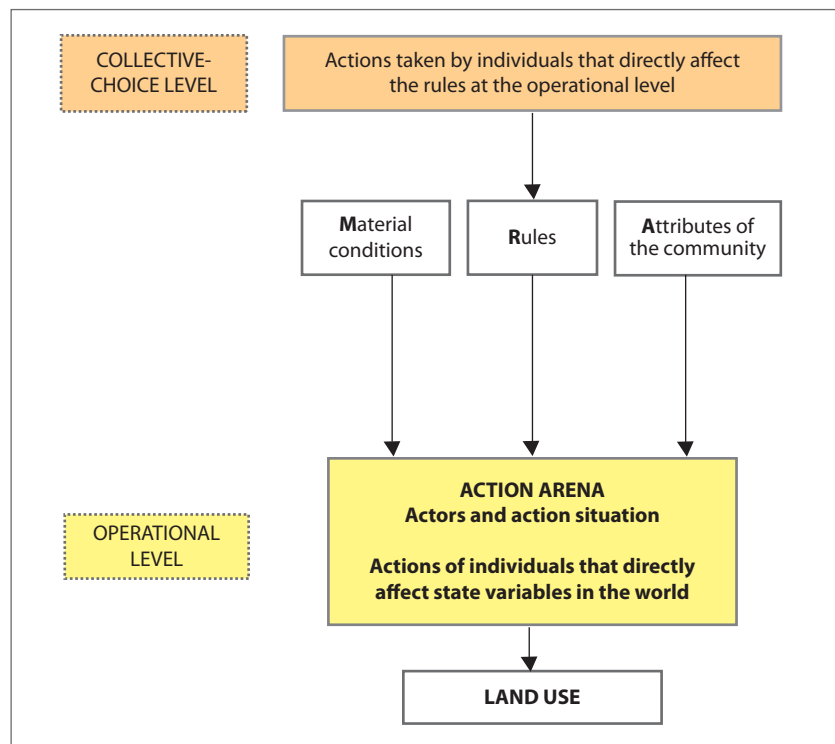 COLLECTIVE-
CHOICE LEVEL
Actions taken by individuals that directly affect
the rules at the operational level
Material
conditions
Rules
Attributes of
the community
OPERATIONAL
LEVEL
ACTION ARENA
Actors and action situation
Actions of individuals that directly
affect state variables in the world
LAND USE